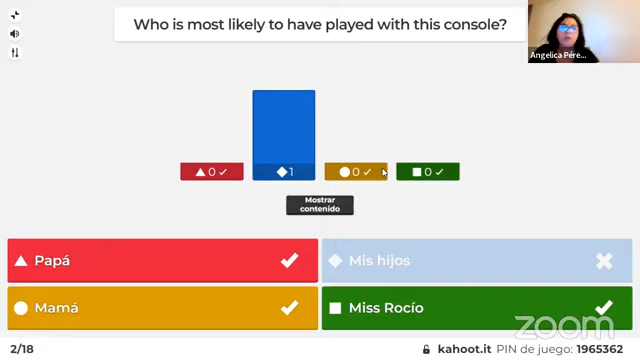 Who is most likely to have played with this console?
Angelica Pére...
0
1
0
0
Mostrar
contenido
Papá
Mis hijos
Mamá
Miss Rocío
zoom
2/18
kahoot.it PIN de juego: 1965362